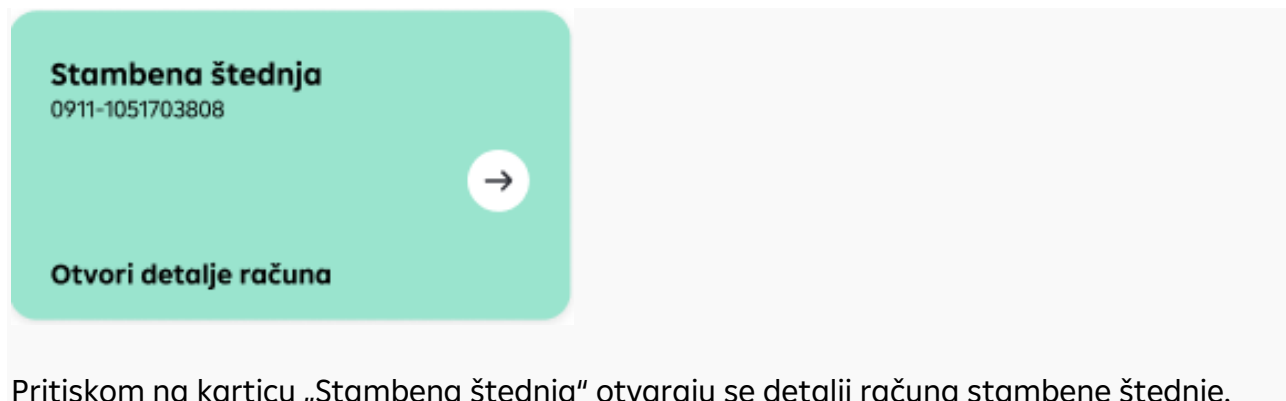 Stambena štednja
0911-1051703808
Otvori detalje računa
Pritiskom na karticu „Stambena štednja“ otvaraju se detalji računa stambene štednje.